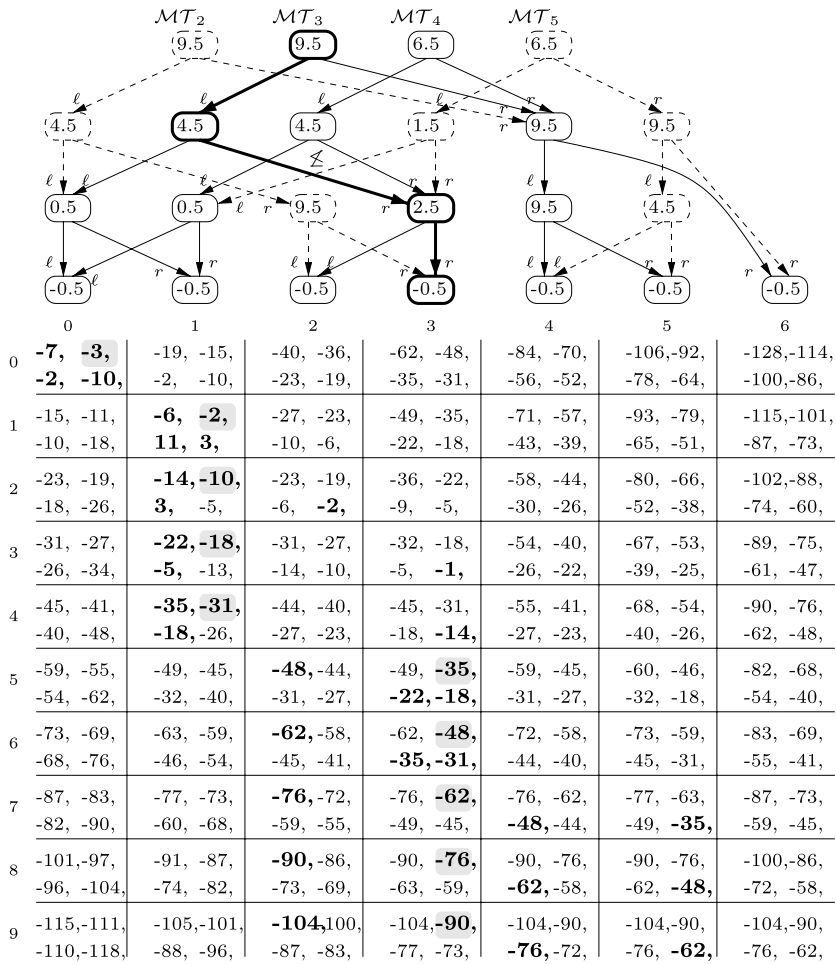 MT₂ MT₃ MT₄ MT₅
9.5 9.5 6.5 6.5
ℓ ℓ ℓ ℓ r r r r
4.5 4.5 4.5 1.5 9.5 9.5
≰
ℓ ℓ ℓ ℓ r r r r ℓ ℓ
0.5 0.5 9.5 2.5 9.5 4.5
ℓ ℓ r r ℓ ℓ r r ℓ ℓ r r r r
-0.5 -0.5 -0.5 -0.5 -0.5 -0.5 -0.5
0 1 2 3 4 5 6
0 -7, -3, -19, -15, -40, -36, -62, -48, -84, -70, -106,-92, -128,-114,
-2, -10, -2, -10, -23, -19, -35, -31, -56, -52, -78, -64, -100,-86,
1 -15, -11, -6, -2, -27, -23, -49, -35, -71, -57, -93, -79, -115,-101,
-10, -18, 11, 3, -10, -6, -22, -18, -43, -39, -65, -51, -87, -73,
2 -23, -19, -14, -10, -23, -19, -36, -22, -58, -44, -80, -66, -102,-88,
-18, -26, 3, -5, -6, -2, -9, -5, -30, -26, -52, -38, -74, -60,
3 -31, -27, -22, -18, -31, -27, -32, -18, -54, -40, -67, -53, -89, -75,
-26, -34, -5, -13, -14, -10, -5, -1, -26, -22, -39, -25, -61, -47,
4 -45, -41, -35, -31, -44, -40, -45, -31, -55, -41, -68, -54, -90, -76,
-40, -48, -18, -26, -27, -23, -18, -14, -27, -23, -40, -26, -62, -48,
5 -59, -55, -49, -45, -48, -44, -49, -35, -59, -45, -60, -46, -82, -68,
-54, -62, -32, -40, -31, -27, -22, -18, -31, -27, -32, -18, -54, -40,
6 -73, -69, -63, -59, -62, -58, -62, -48, -72, -58, -73, -59, -83, -69,
-68, -76, -46, -54, -45, -41, -35, -31, -44, -40, -45, -31, -55, -41,
7 -87, -83, -77, -73, -76, -72, -76, -62, -76, -62, -77, -63, -87, -73,
-82, -90, -60, -68, -59, -55, -49, -45, -48, -44, -49, -35, -59, -45,
8 -101,-97, -91, -87, -90, -86, -90, -76, -90, -76, -90, -76, -100,-86,
-96, -104, -74, -82, -73, -69, -63, -59, -62, -58, -62, -48, -72, -58,
9 -115,-111, -105,-101, -104,-100, -104,-90, -104,-90, -104,-90, -104,-90,
-110,-118, -88, -96, -87, -83, -77, -73, -76, -72, -76, -62, -76, -62,